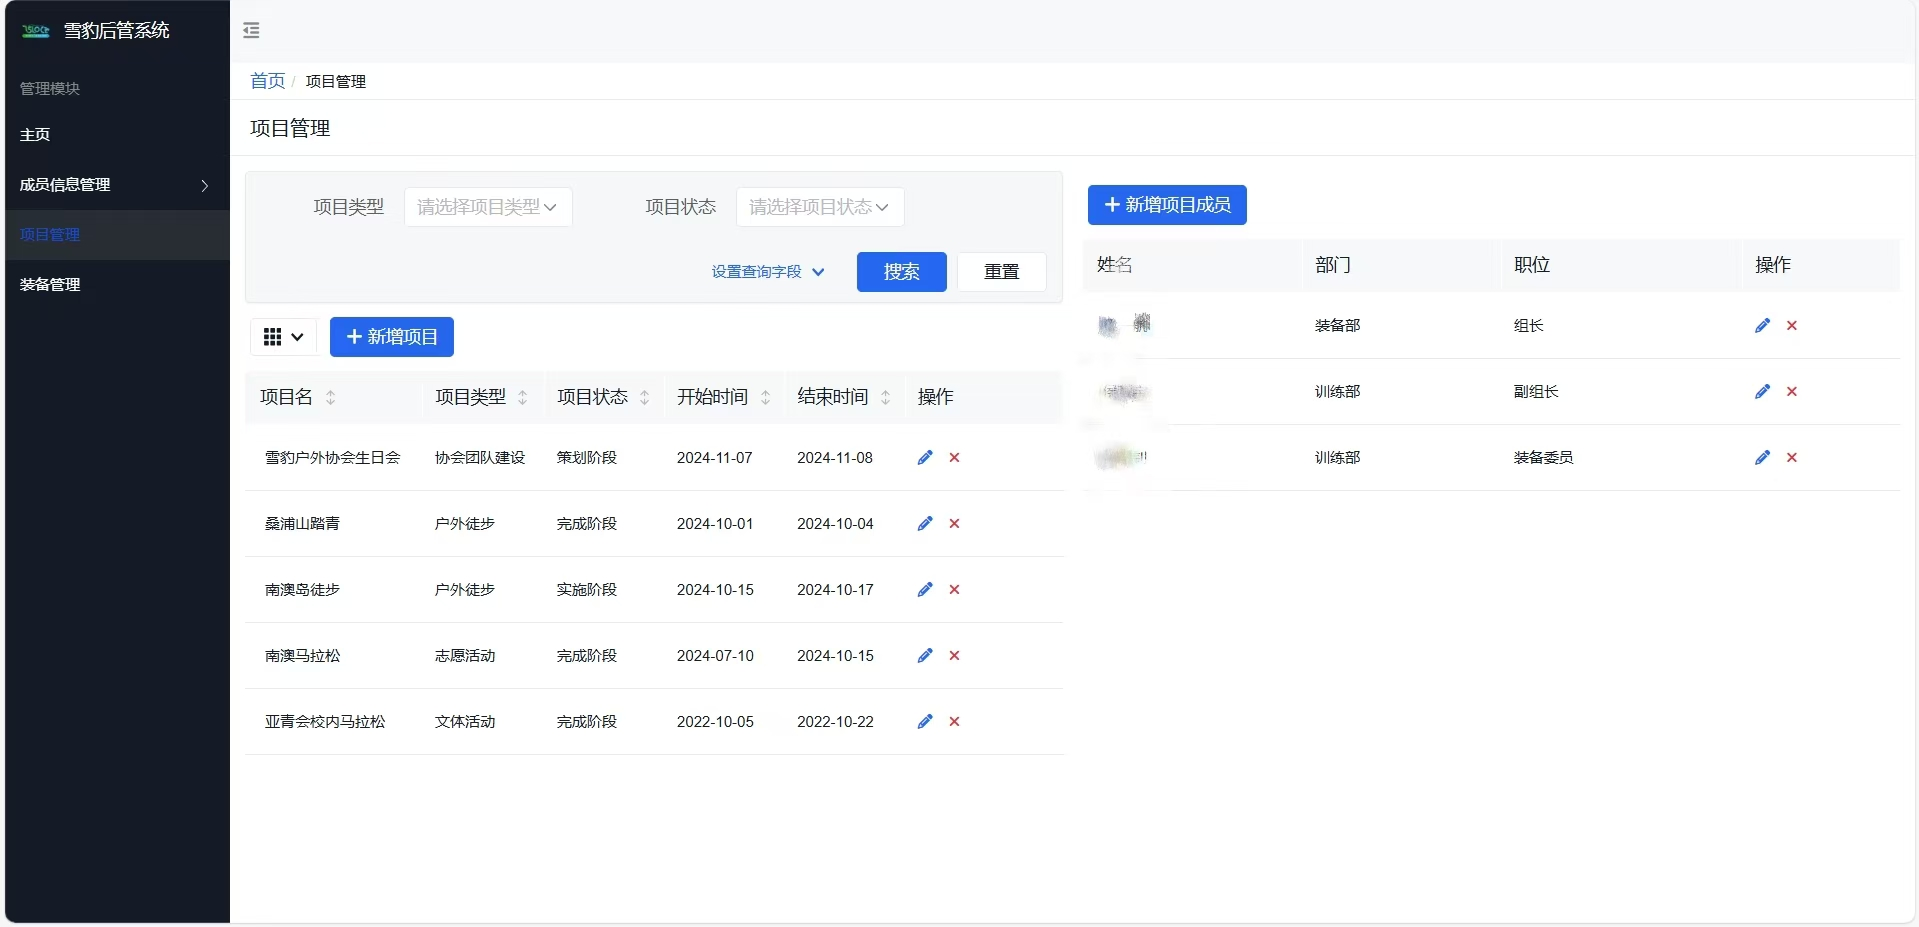 雪豹后管系统
管理模块
主页
成员信息管理
项目管理
装备管理
首页 / 项目管理
项目管理
项目类型 请选择项目类型 项目状态 请选择项目状态
设置查询字段 搜索 重置
新增项目
项目名 项目类型 项目状态 开始时间 结束时间 操作
雪豹户外协会生日会 协会团队建设 策划阶段 2024-11-07 2024-11-08
桑浦山踏青 户外徒步 完成阶段 2024-10-01 2024-10-04
南澳岛徒步 户外徒步 实施阶段 2024-10-15 2024-10-17
南澳马拉松 志愿活动 完成阶段 2024-07-10 2024-10-15
亚青会校内马拉松 文体活动 完成阶段 2022-10-05 2022-10-22
新增项目成员
姓名 部门 职位 操作
装备部 组长
训练部 副组长
训练部 装备委员